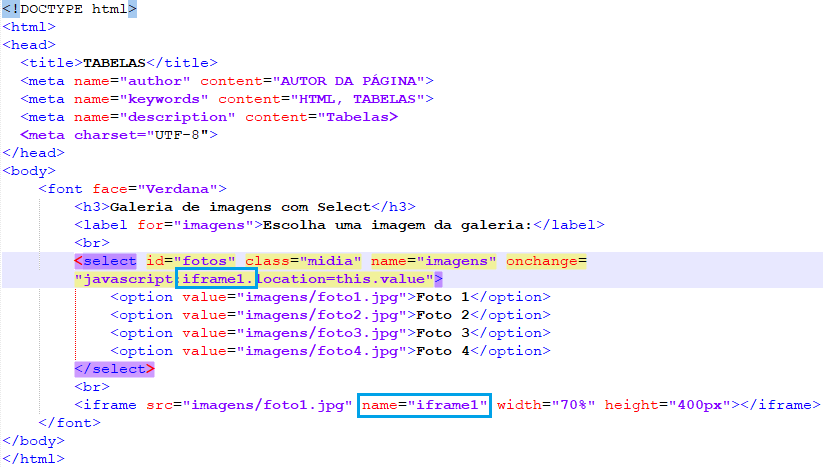 <!DOCTYPE html>
<html>
<head>
<title>TABELAS</title>
<meta name="author" content="AUTOR DA PÁGINA">
<meta name="keywords" content="HTML, TABELAS">
<meta name="description" content="Tabelas>
<meta charset="UTF-8">
</head>
<body>
<font face="Verdana">
<h3>Galeria de imagens com Select</h3>
<label for="imagens">Escolha uma imagem da galeria:</label>
<br>
<select id="fotos" class="midia" name="imagens" onchange=
"javascript:iframe1.location=this.value">
<option value="imagens/foto1.jpg">Foto 1</option>
<option value="imagens/foto2.jpg">Foto 2</option>
<option value="imagens/foto3.jpg">Foto 3</option>
<option value="imagens/foto4.jpg">Foto 4</option>
</select>
<br>
<iframe src="imagens/foto1.jpg" name="iframe1" width="70%" height="400px"></iframe>
</font>
</body>
</html>